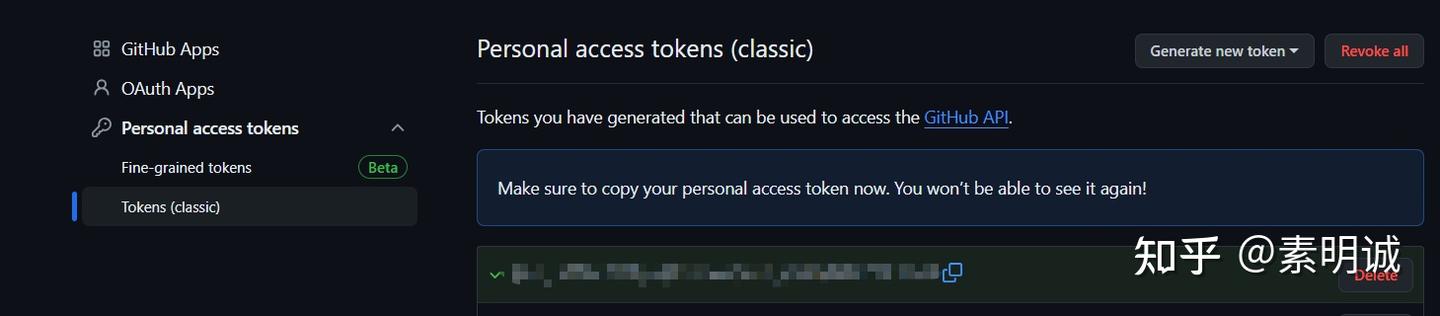 GitHub Apps
OAuth Apps
Personal access tokens
Fine-grained tokens Beta
Tokens (classic)
Personal access tokens (classic)
Generate new token
Revoke all
Tokens you have generated that can be used to access the GitHub API.
Make sure to copy your personal access token now. You won’t be able to see it again!
Delete
知乎 @素明诚